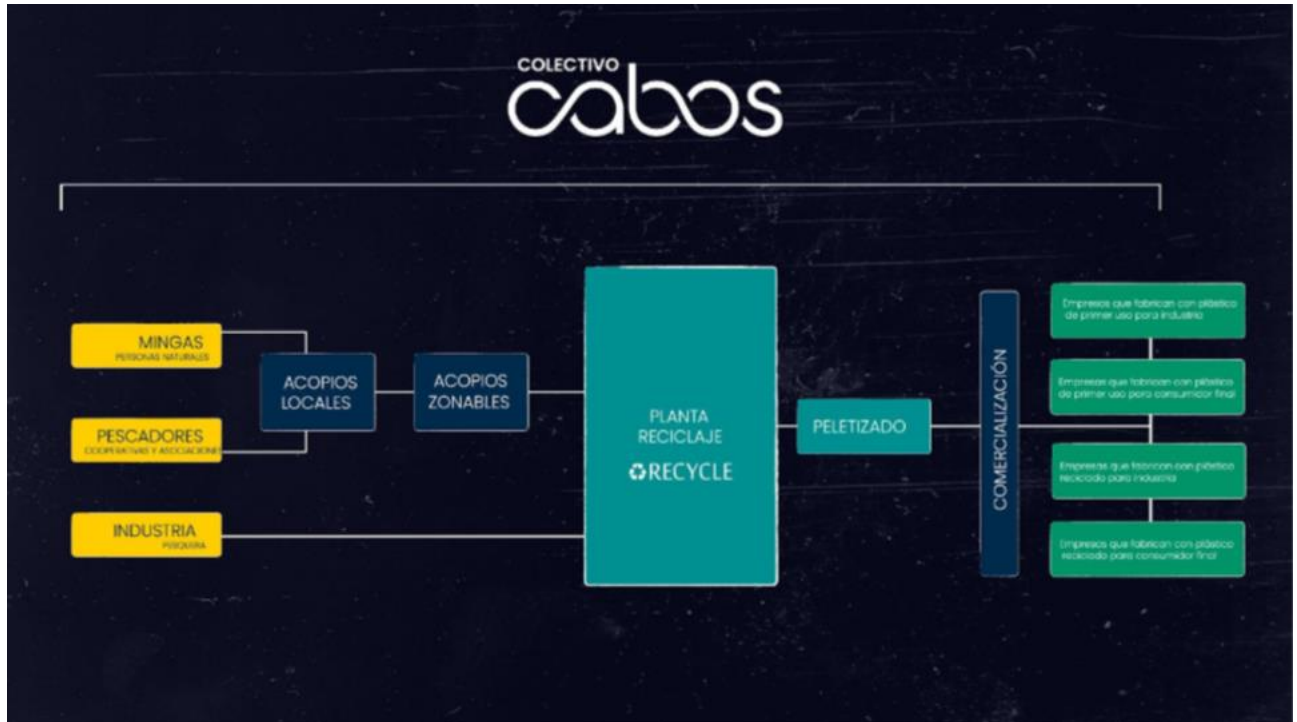 COLECTIVO
cabos
MINGAS
PERSONAS NATURALES
PESCADORES
COOPERATIVAS Y ASOCIACIONES
INDUSTRIA
PESQUERA
ACOPIOS
LOCALES
ACOPIOS
ZONABLES
PLANTA
RECICLAJE
RECYCLE
PELETIZADO
COMERCIALIZACIÓN
Empresas que fabrican con plástico
de primer uso para industria
Empresas que fabrican con plástico
de primer uso para consumidor final
Empresas que fabrican con plástico
reciclado para industria
Empresas que fabrican con plástico
reciclado para consumidor final